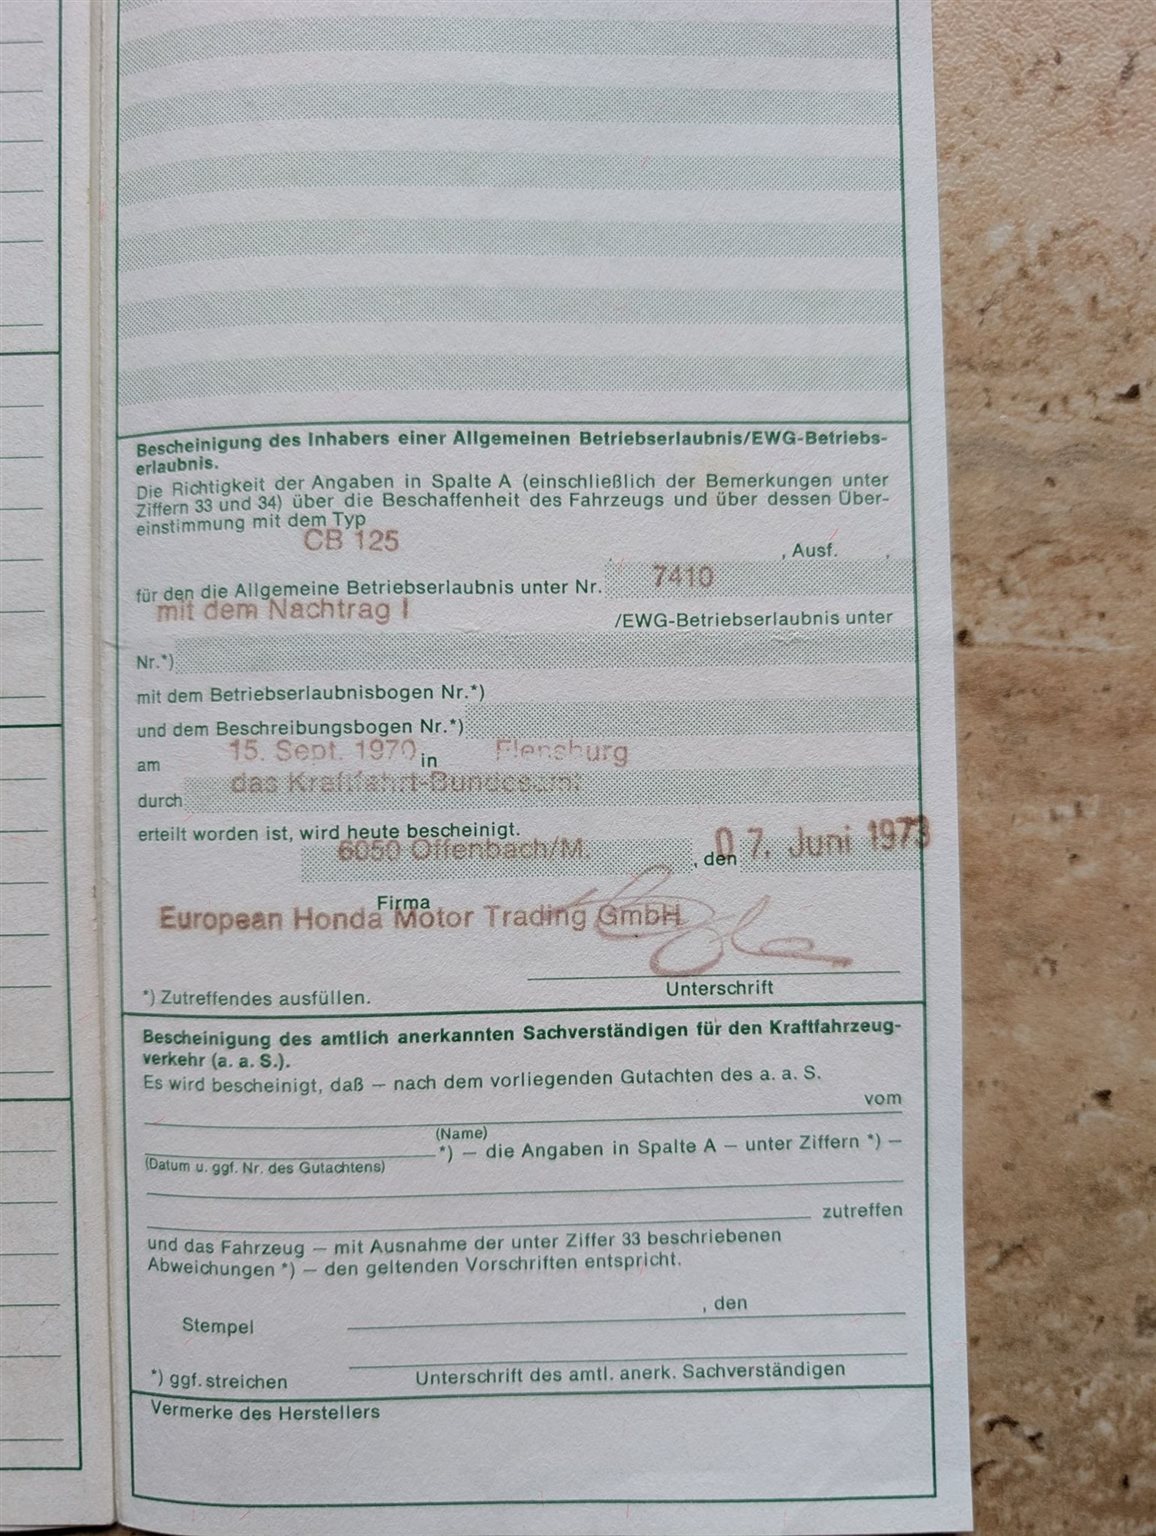 Bescheinigung des Inhabers einer Allgemeinen Betriebserlaubnis/EWG-Betriebs-
erlaubnis.
Die Richtigkeit der Angaben in Spalte A (einschließlich der Bemerkungen unter
Ziffern 33 und 34) über die Beschaffenheit des Fahrzeugs und über dessen Über-
einstimmung mit dem Typ
CB 125
, Ausf. ,
für den die Allgemeine Betriebserlaubnis unter Nr. 7410
mit dem Nachtrag I
/EWG-Betriebserlaubnis unter
Nr.*)
mit dem Betriebserlaubnisbogen Nr.*)
und dem Beschreibungsbogen Nr.*)
am 15. Sept. 1970 in Flensburg
durch das Kraftfahrt-Bundesamt
erteilt worden ist, wird heute bescheinigt.
6050 Offenbach/M. , den 07. Juni 1973
Firma
European Honda Motor Trading GmbH
Unterschrift
*) Zutreffendes ausfüllen.
Bescheinigung des amtlich anerkannten Sachverständigen für den Kraftfahrzeug-
verkehr (a. a. S.).
Es wird bescheinigt, daß – nach dem vorliegenden Gutachten des a. a. S.
vom
(Name)
*) – die Angaben in Spalte A – unter Ziffern *) –
(Datum u. ggf. Nr. des Gutachtens)
zutreffen
und das Fahrzeug – mit Ausnahme der unter Ziffer 33 beschriebenen
Abweichungen *) – den geltenden Vorschriften entspricht.
, den
Stempel
*) ggf. streichen Unterschrift des amtl. anerk. Sachverständigen
Vermerke des Herstellers